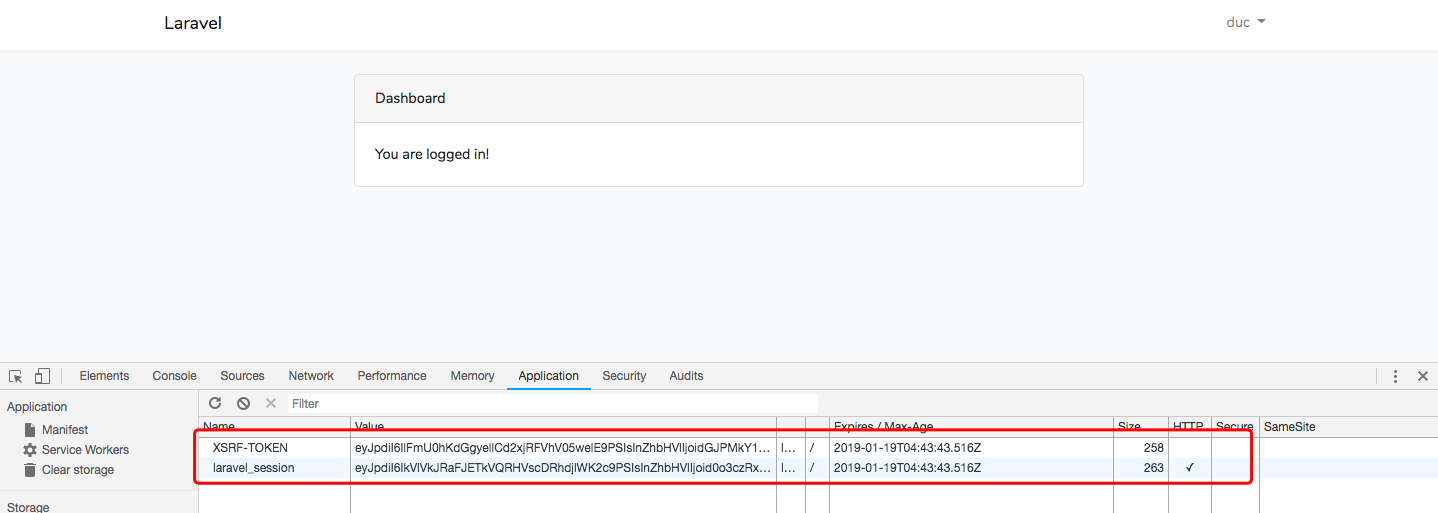 Laravel duc
Dashboard
You are logged in!
Elements Console Sources Network Performance Memory Application Security Audits
Application
Filter
Manifest
Service Workers
Clear storage
Storage
Name Value Expires / Max-Age Size HTTP Secure SameSite
XSRF-TOKEN / 2019-01-19T04:43:43.516Z 258
laravel_session / 2019-01-19T04:43:43.516Z 263 ✓